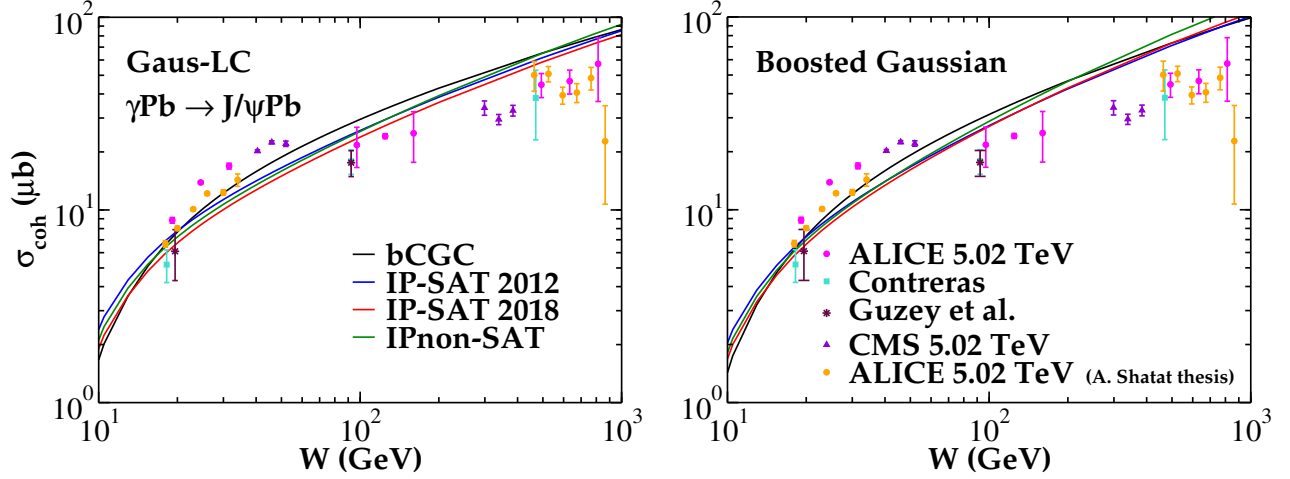 10²
10¹
10⁰
σcoh (μb)
Gaus-LC
γPb → J/ψPb
bCGC
IP-SAT 2012
IP-SAT 2018
IPnon-SAT
10¹
10²
10³
W (GeV)
10²
10¹
10⁰
Boosted Gaussian
ALICE 5.02 TeV
Contreras
Guzey et al.
CMS 5.02 TeV
ALICE 5.02 TeV (A. Shatat thesis)
10¹
10²
10³
W (GeV)